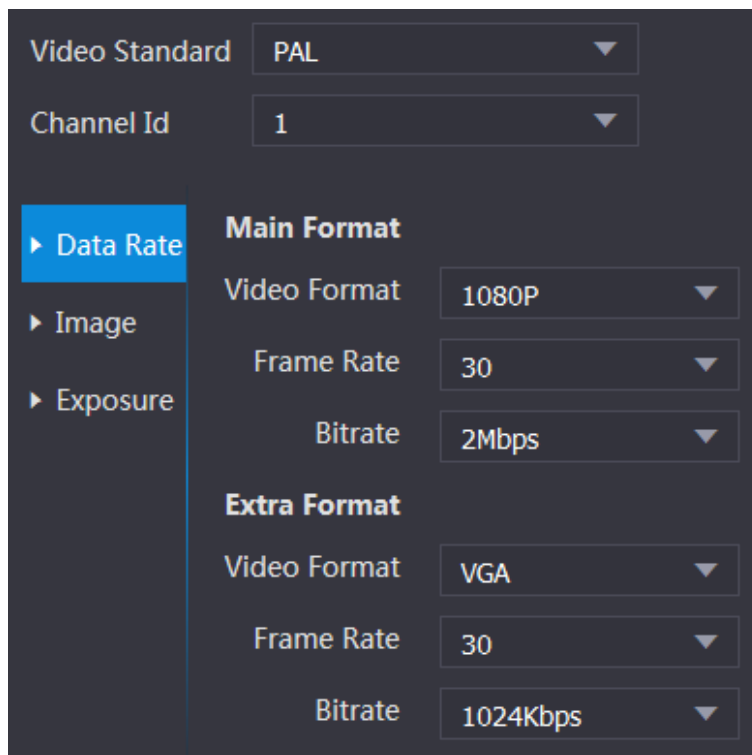 Video Standard PAL
Channel Id 1
Data Rate
Image
Exposure
Main Format
Video Format 1080P
Frame Rate 30
Bitrate 2Mbps
Extra Format
Video Format VGA
Frame Rate 30
Bitrate 1024Kbps